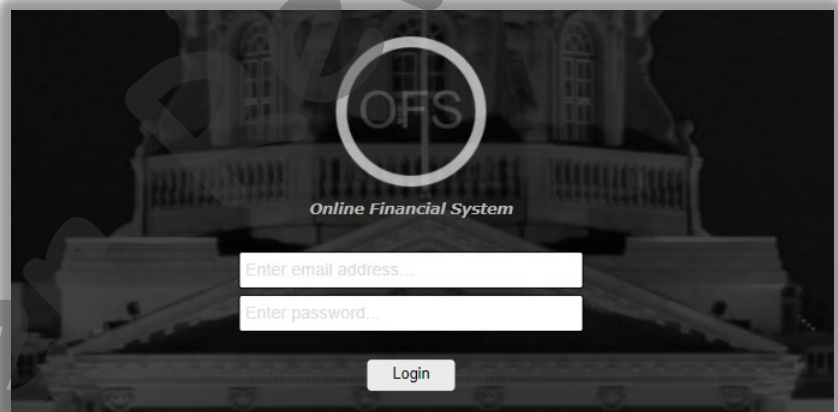 OFS
Online Financial System
Enter email address...
Enter password...
Login